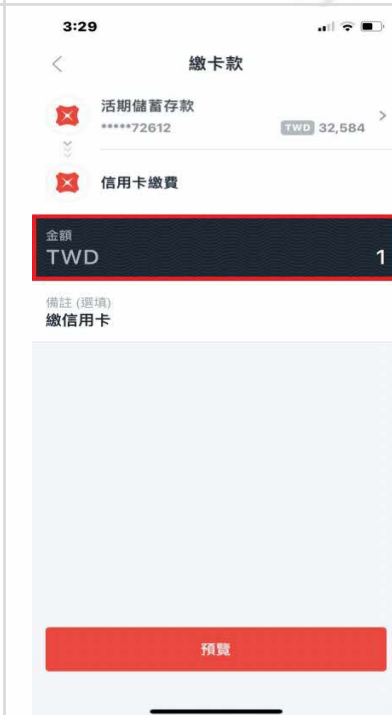 3:29
繳卡款
活期儲蓄存款
*****72612
TWD 32,584
信用卡繳費
金額
TWD 1
備註 (選填)
繳信用卡
預覽